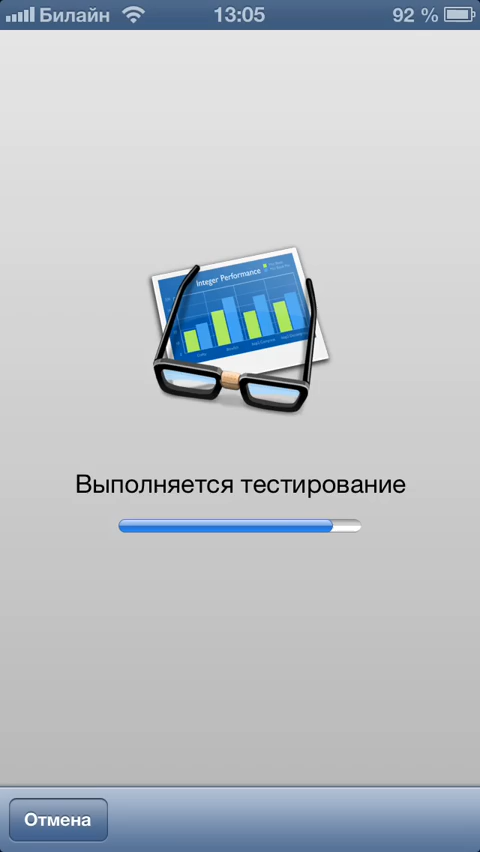 Билайн 13:05 92 %
Integer Performance
Выполняется тестирование
Отмена